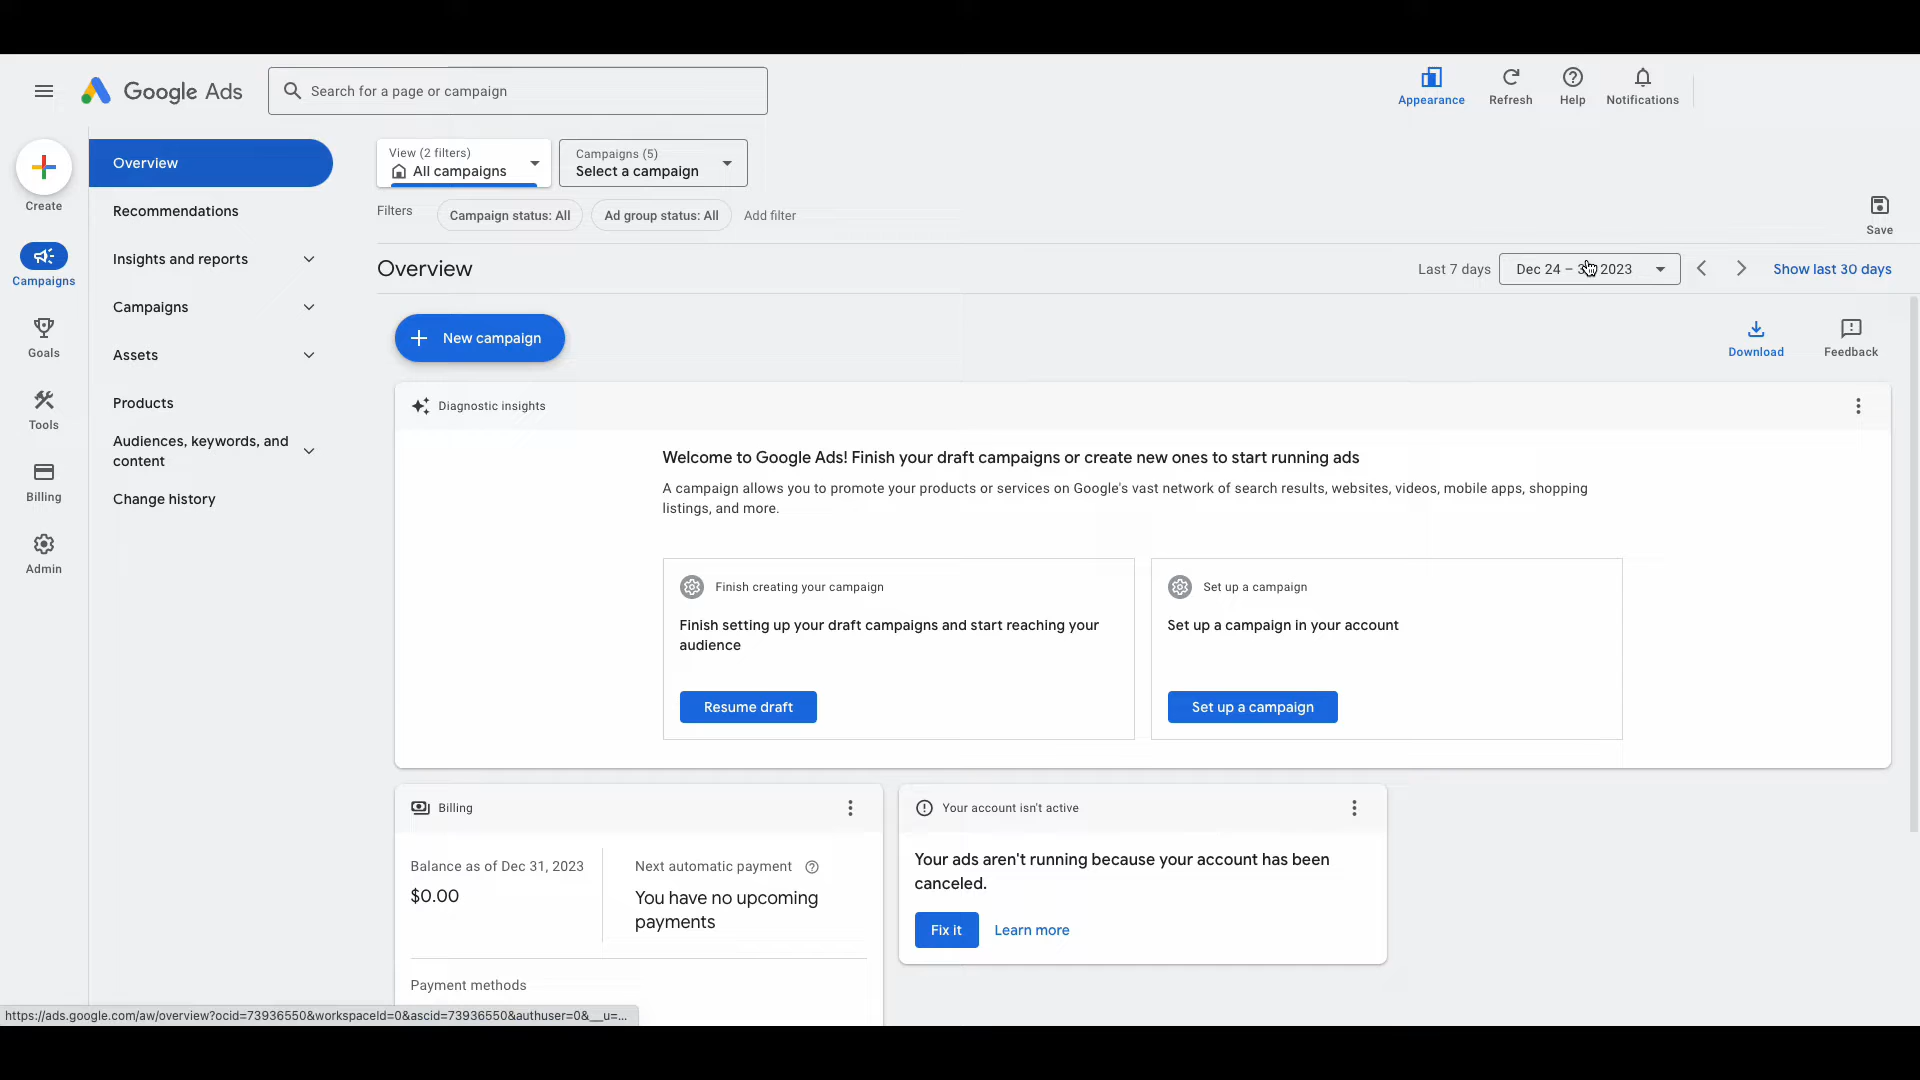 Google Ads
Search for a page or campaign
Appearance
Refresh
Help
Notifications
Create
Campaigns
Goals
Tools
Billing
Admin
Overview
Recommendations
Insights and reports
Campaigns
Assets
Products
Audiences, keywords, and
content
Change history
View (2 filters)
All campaigns
Campaigns (5)
Select a campaign
Filters
Campaign status: All
Ad group status: All
Add filter
Save
Overview
Last 7 days
Dec 24 – 2023
Show last 30 days
New campaign
Download
Feedback
Diagnostic insights
Welcome to Google Ads! Finish your draft campaigns or create new ones to start running ads
A campaign allows you to promote your products or services on Google's vast network of search results, websites, videos, mobile apps, shopping
listings, and more.
Finish creating your campaign
Finish setting up your draft campaigns and start reaching your
audience
Resume draft
Set up a campaign
Set up a campaign in your account
Set up a campaign
Billing
Balance as of Dec 31, 2023
$0.00
Next automatic payment
You have no upcoming
payments
Payment methods
Your account isn't active
Your ads aren't running because your account has been
canceled.
Fix it
Learn more
https://ads.google.com/aw/overview?ocid=73936550&workspaceId=0&ascid=73936550&authuser=0&__u=...